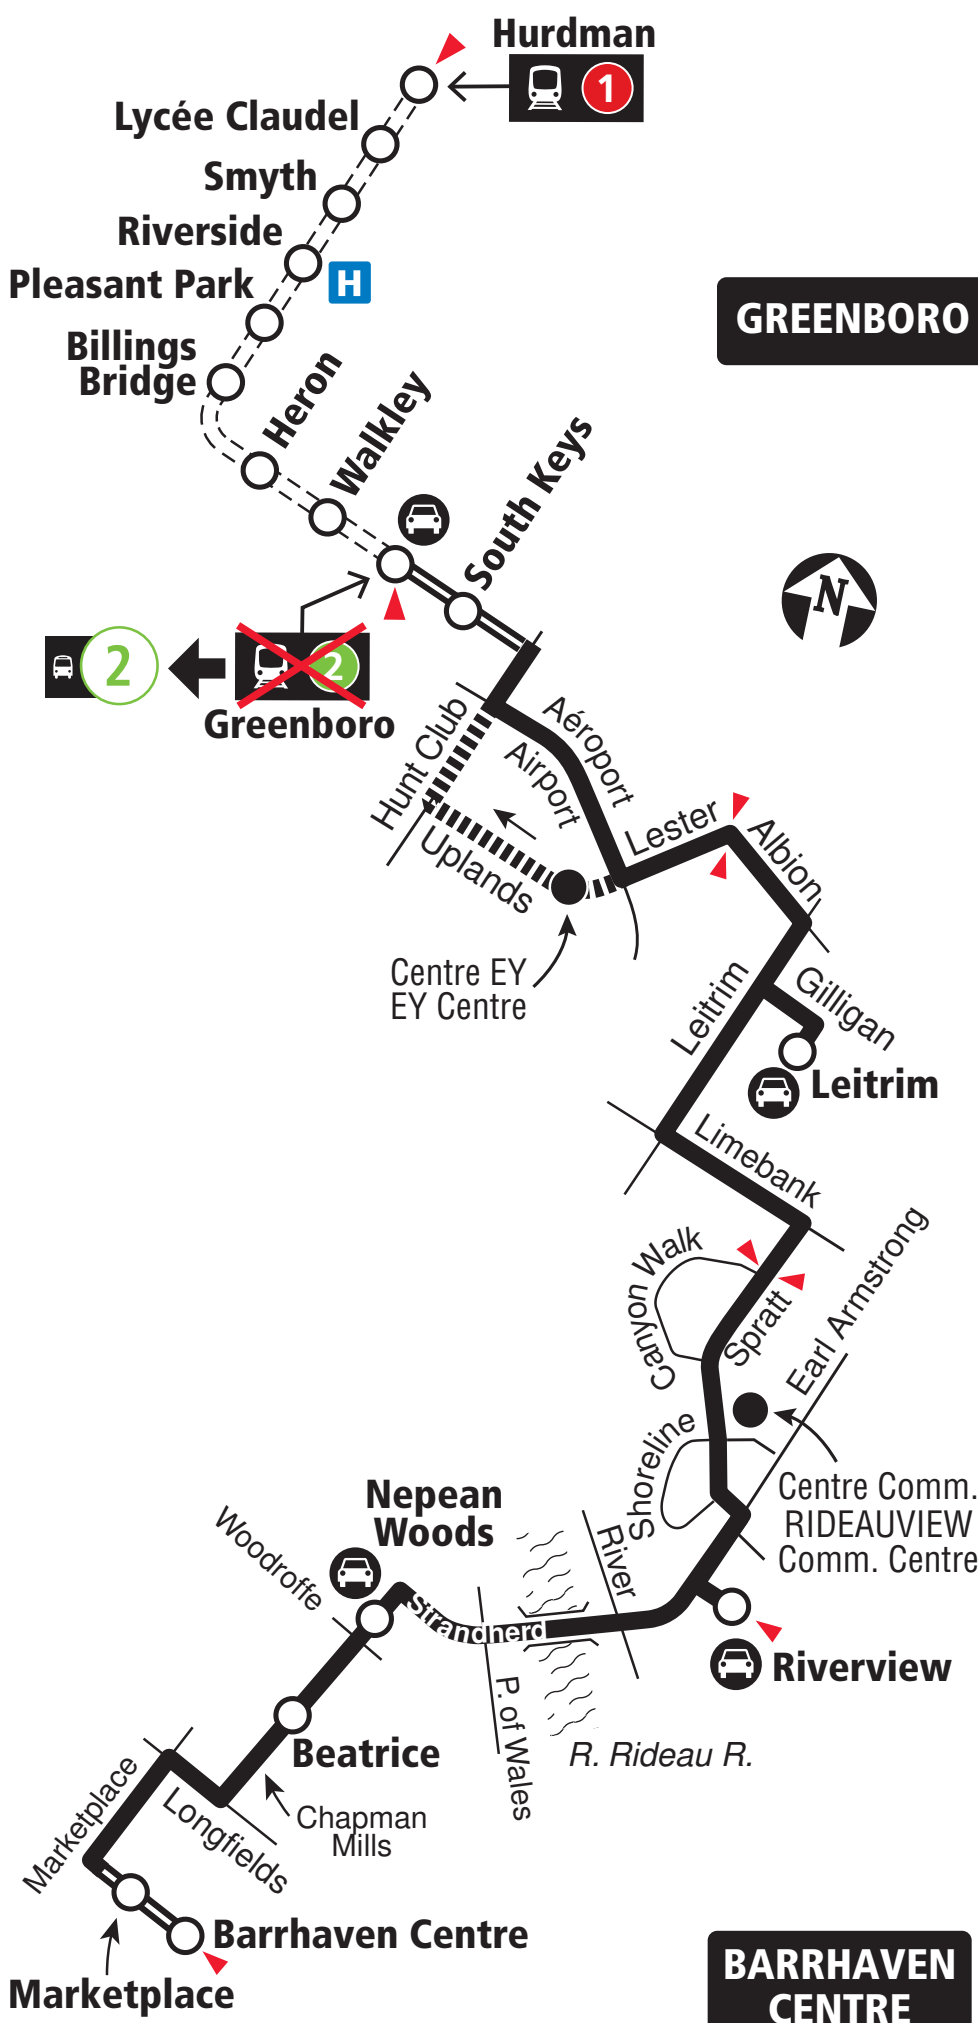 Hurdman
1
Lycée Claudel
Smyth
Riverside
H
Pleasant Park
GREENBORO
Billings
Bridge
Heron
Walkley
South Keys
N
2
2
Greenboro
Hunt Club
Aéroport
Airport
Uplands
Lester
Albion
Centre EY
EY Centre
Leitrim
Gilligan
Leitrim
Limebank
Canyon Walk
Spratt
Earl Armstrong
Shoreline
Centre Comm.
RIDEAUVIEW
Comm. Centre
Nepean
Woods
Woodroffe
River
Strandherd
Riverview
P. of Wales
R. Rideau R.
Beatrice
Marketplace
Longfields
Chapman
Mills
Barrhaven Centre
Marketplace
BARRHAVEN
CENTRE